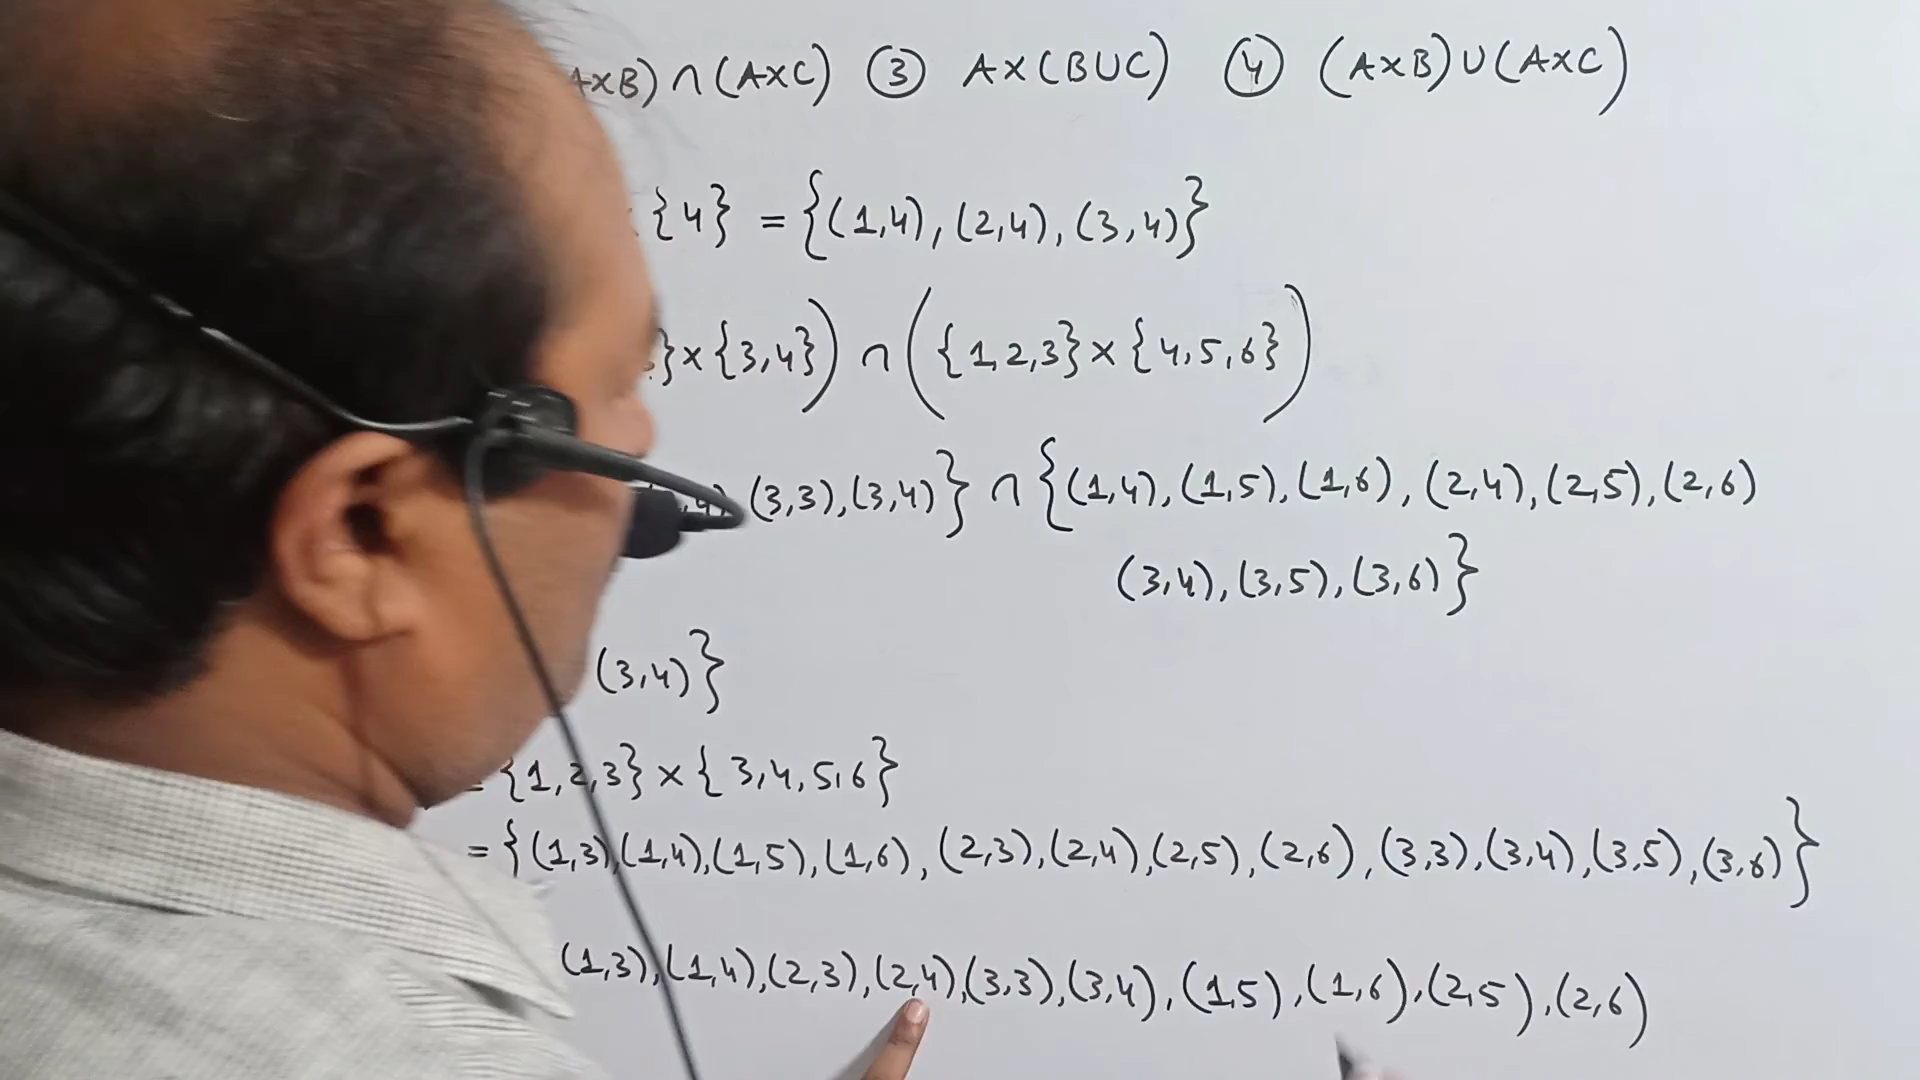 AxB) ∩ (AxC) ③ Ax(BUC) ④ (AxB)U(AxC)
{4} = {(1,4), (2,4), (3,4)}
}x{3,4}) ∩ ({1,2,3}x{4,5,6})
,4), (3,3), (3,4)} ∩ {(1,4), (1,5), (1,6), (2,4), (2,5), (2,6)
(3,4), (3,5), (3,6)}
(3,4)}
= {1,2,3} x {3,4,5,6}
= {(1,3),(1,4),(1,5),(1,6), (2,3),(2,4),(2,5),(2,6), (3,3),(3,4),(3,5),(3,6)}
(1,3),(1,4),(2,3),(2,4),(3,3),(3,4),(1,5),(1,6),(2,5),(2,6)